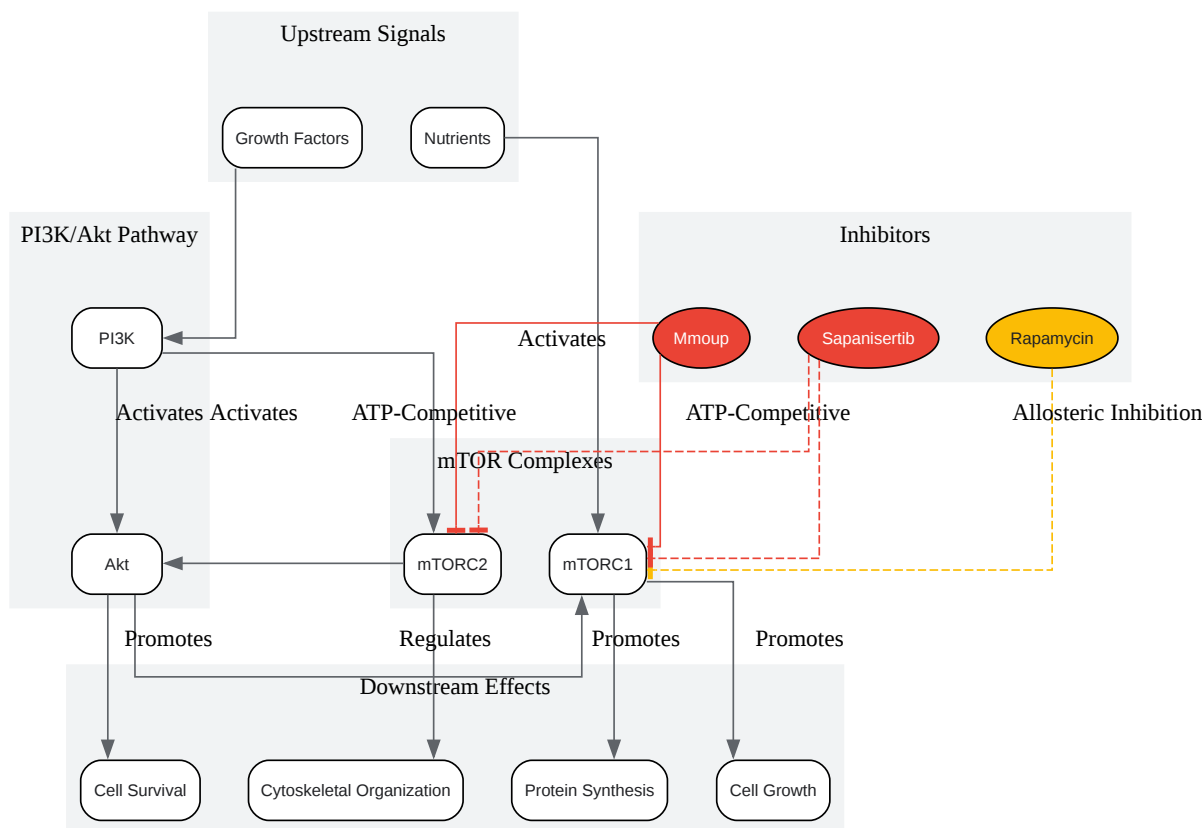 Upstream Signals
Growth Factors
Nutrients
PI3K/Akt Pathway
Inhibitors
PI3K
Activates
Mmoup
Sapanisertib
Rapamycin
Activates
Activates
ATP-Competitive
ATP-Competitive
Allosteric Inhibition
mTOR Complexes
Akt
mTORC2
mTORC1
Promotes
Regulates
Promotes
Promotes
Downstream Effects
Cell Survival
Cytoskeletal Organization
Protein Synthesis
Cell Growth